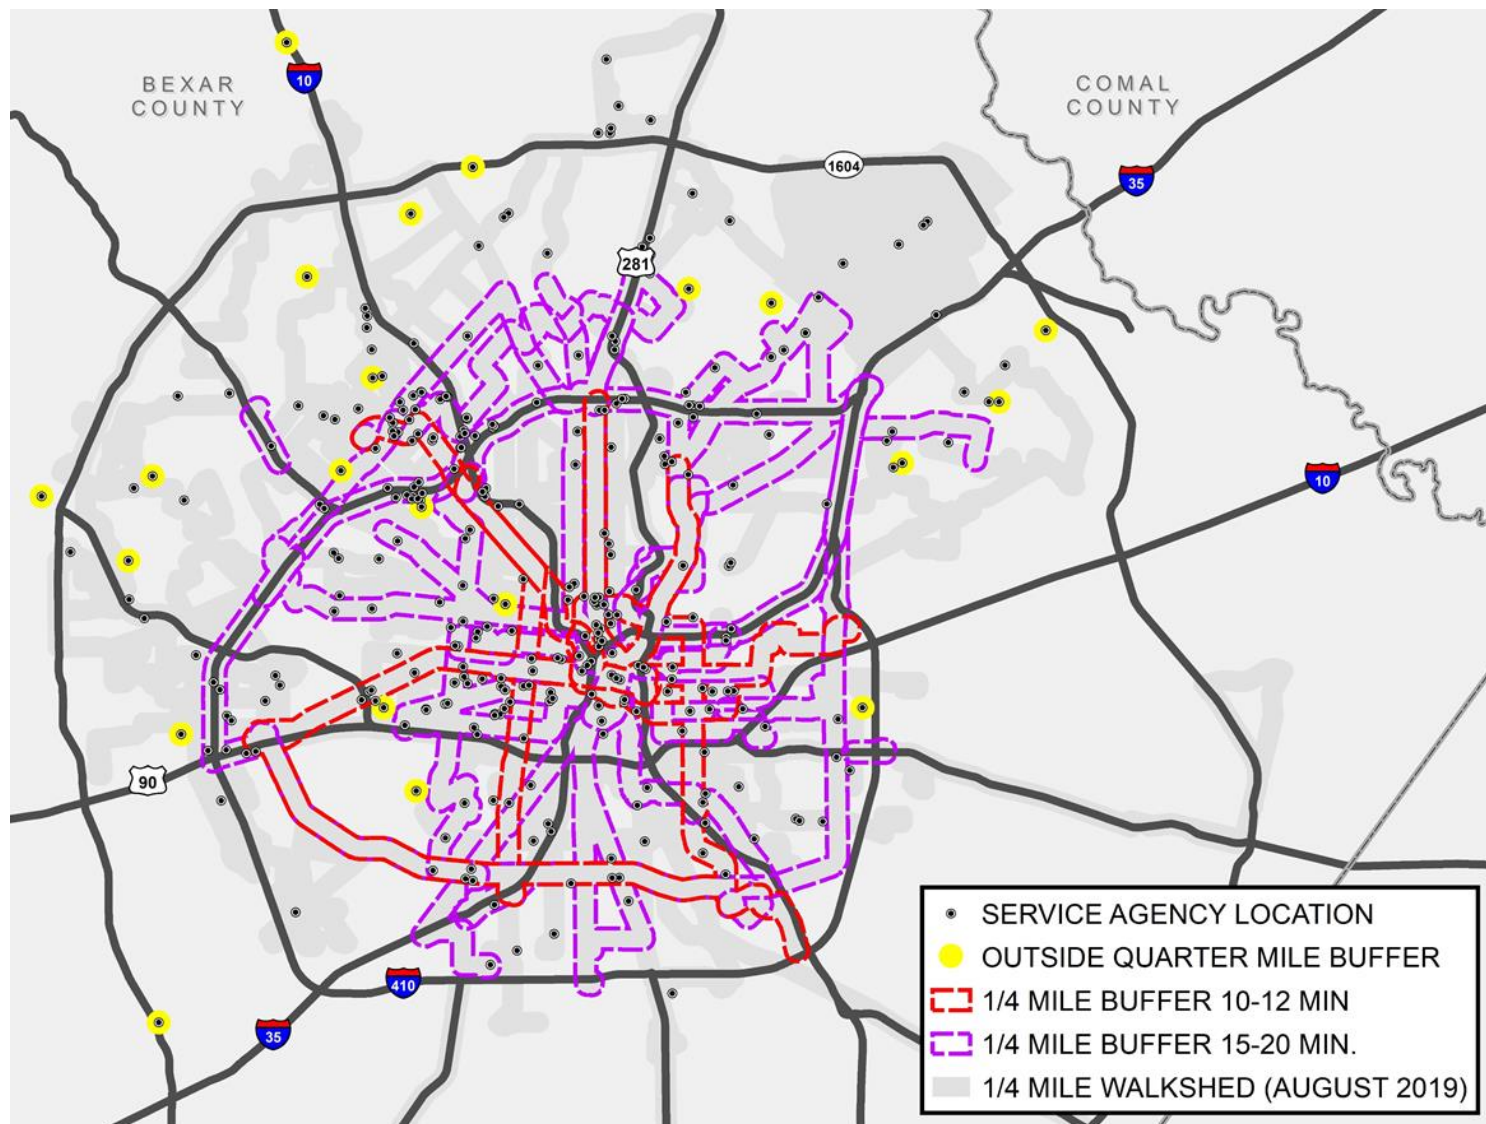 10
BEXAR
COUNTY
COMAL
COUNTY
1604
35
281
10
90
410
35
SERVICE AGENCY LOCATION
OUTSIDE QUARTER MILE BUFFER
1/4 MILE BUFFER 10-12 MIN
1/4 MILE BUFFER 15-20 MIN.
1/4 MILE WALKSHED (AUGUST 2019)